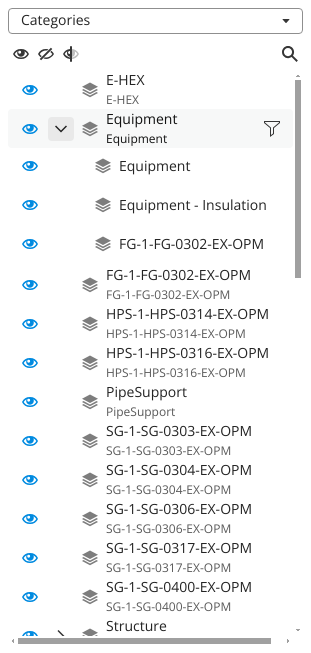 Categories
E-HEX
E-HEX
Equipment
Equipment
Equipment
Equipment - Insulation
FG-1-FG-0302-EX-OPM
FG-1-FG-0302-EX-OPM
FG-1-FG-0302-EX-OPM
HPS-1-HPS-0314-EX-OPM
HPS-1-HPS-0314-EX-OPM
HPS-1-HPS-0316-EX-OPM
HPS-1-HPS-0316-EX-OPM
PipeSupport
PipeSupport
SG-1-SG-0303-EX-OPM
SG-1-SG-0303-EX-OPM
SG-1-SG-0304-EX-OPM
SG-1-SG-0304-EX-OPM
SG-1-SG-0306-EX-OPM
SG-1-SG-0306-EX-OPM
SG-1-SG-0317-EX-OPM
SG-1-SG-0317-EX-OPM
SG-1-SG-0400-EX-OPM
SG-1-SG-0400-EX-OPM
Structure